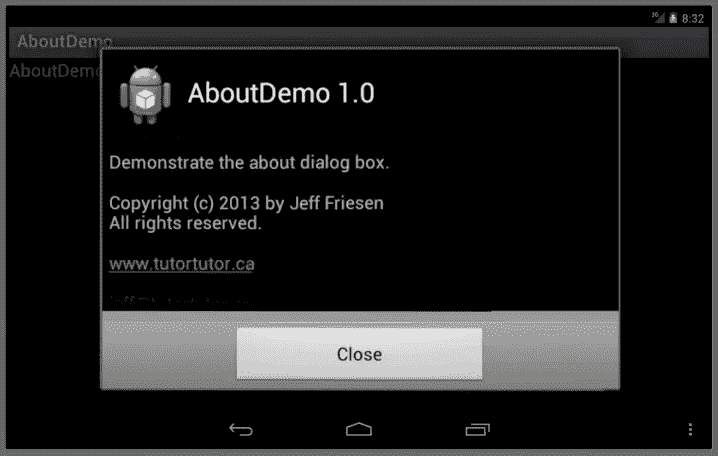 3G 8:32
AboutDemo
AboutDemo
AboutDemo 1.0
Demonstrate the about dialog box.
Copyright (c) 2013 by Jeff Friesen
All rights reserved.
www.tutortutor.ca
Close